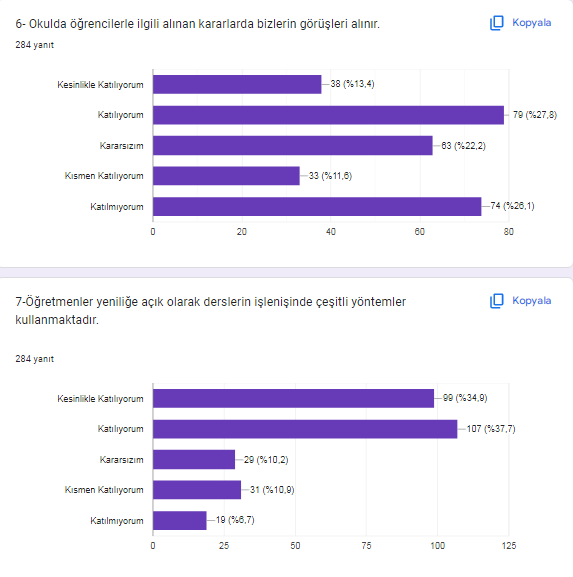 6- Okulda öğrencilerle ilgili alınan kararlarda bizlerin görüşleri alınır.
Kopyala
284 yanıt
Kesinlikle Katılıyorum
38 (%13,4)
Katılıyorum
79 (%27,8)
Kararsızım
63 (%22,2)
Kısmen Katılıyorum
33 (%11,6)
Katılmıyorum
74 (%26,1)
0 20 40 60 80
7-Öğretmenler yeniliğe açık olarak derslerin işlenişinde çeşitli yöntemler
kullanmaktadır.
Kopyala
284 yanıt
Kesinlikle Katılıyorum
99 (%34,9)
Katılıyorum
107 (%37,7)
Kararsızım
29 (%10,2)
Kısmen Katılıyorum
31 (%10,9)
Katılmıyorum
19 (%6,7)
0 25 50 75 100 125